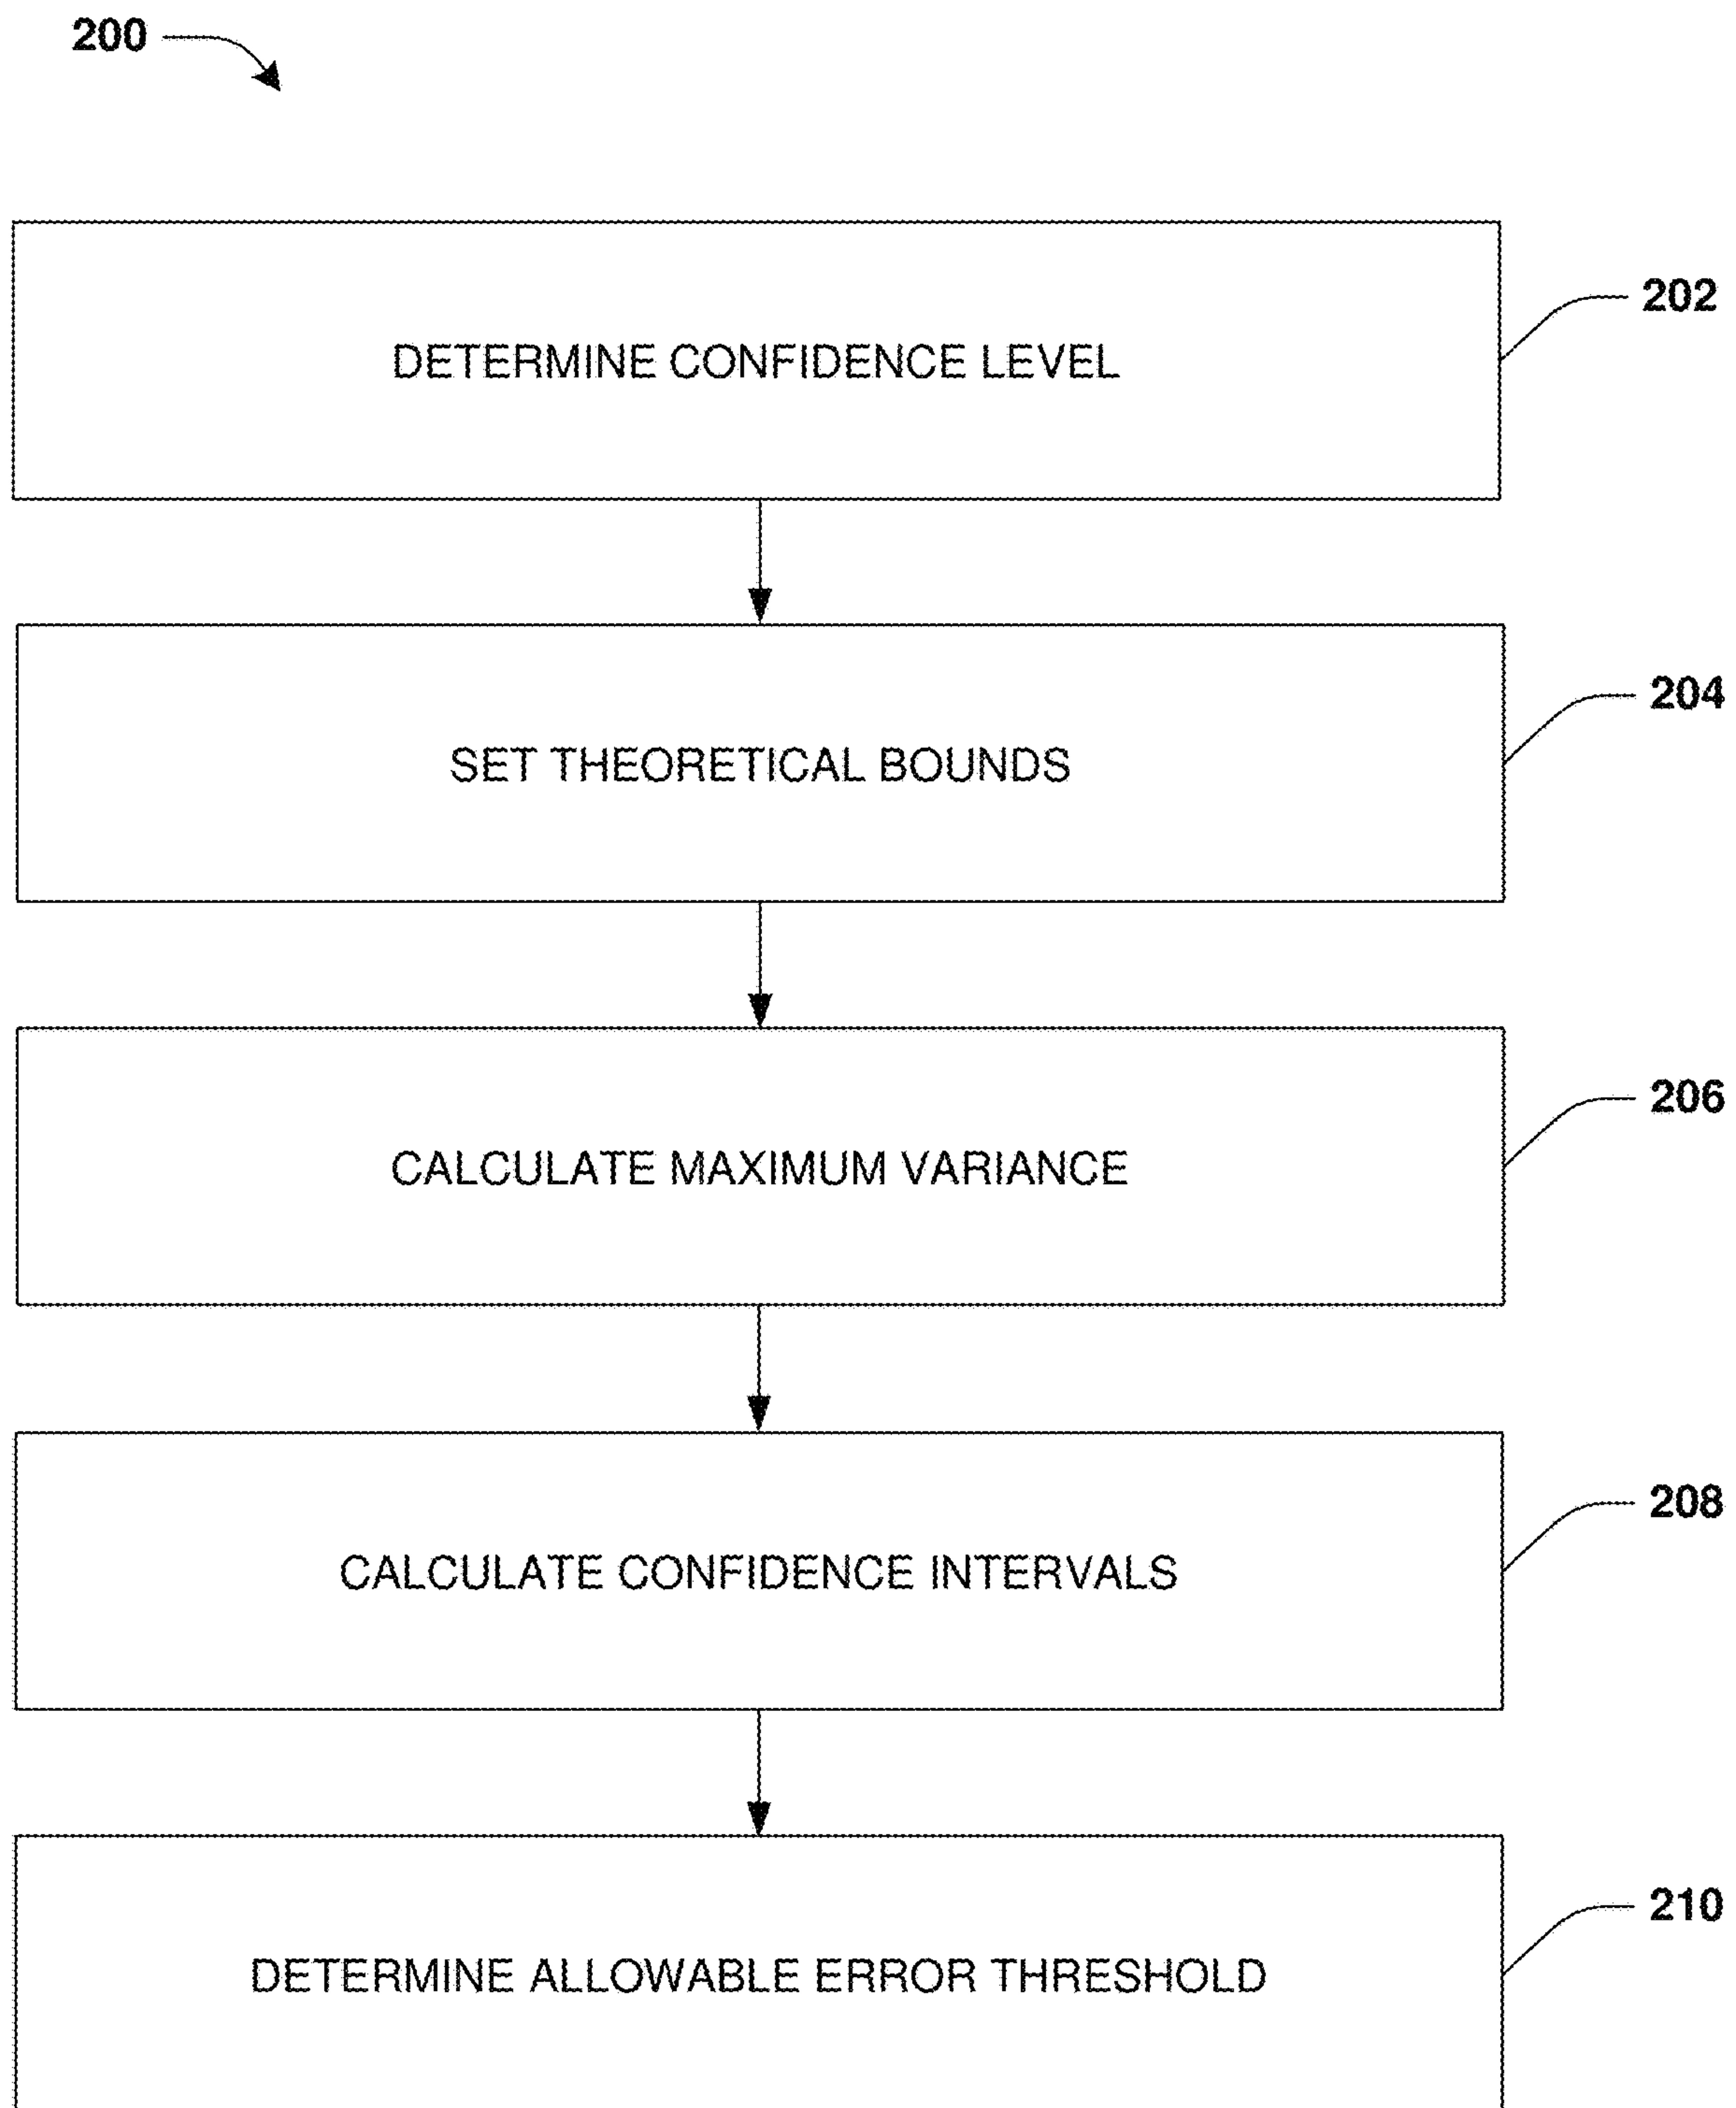 200
DETERMINE CONFIDENCE LEVEL
202
SET THEORETICAL BOUNDS
204
CALCULATE MAXIMUM VARIANCE
206
CALCULATE CONFIDENCE INTERVALS
208
DETERMINE ALLOWABLE ERROR THRESHOLD
210